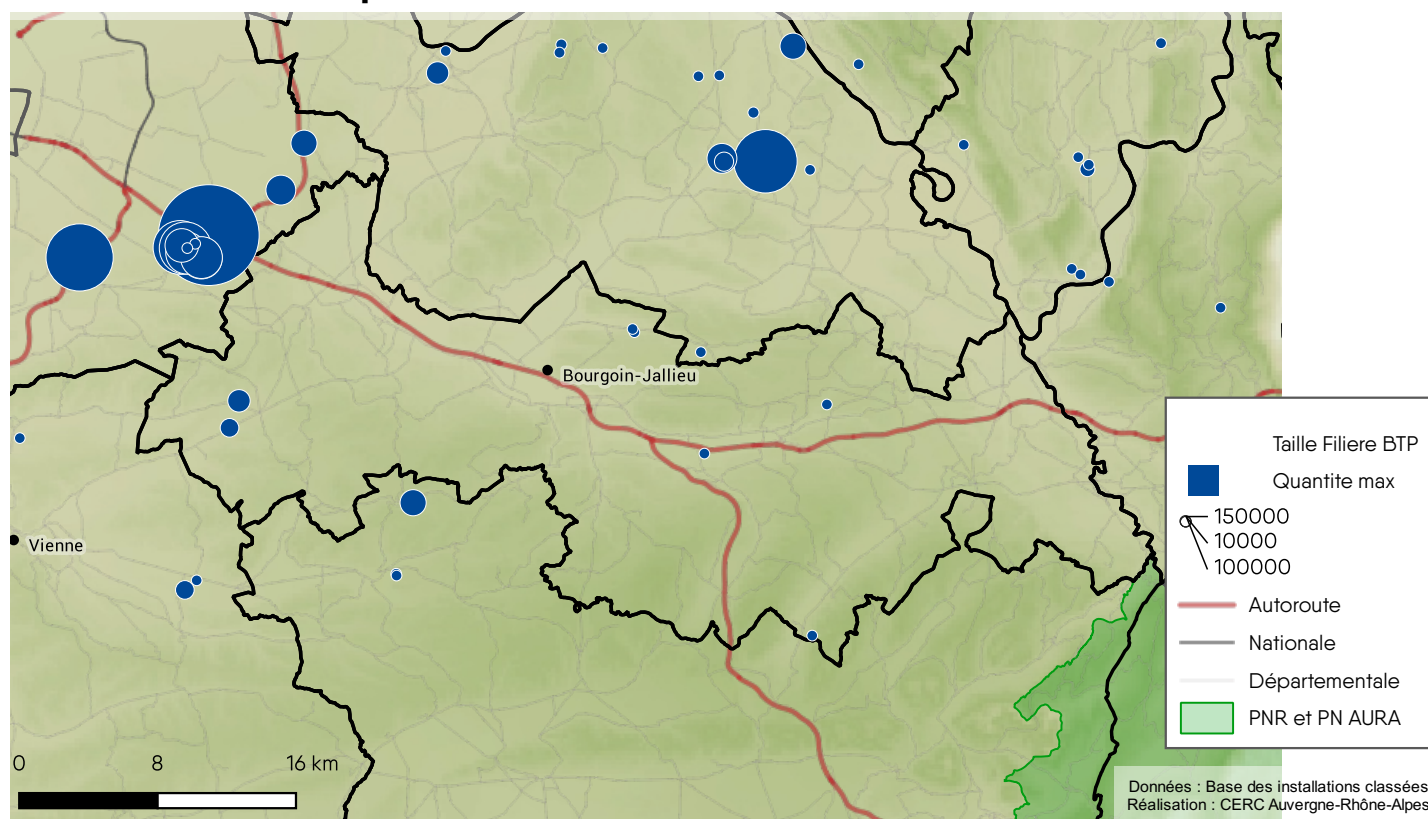 Bourgoin-Jallieu
Vienne
Taille Filiere BTP
Quantite max
150000
10000
100000
Autoroute
Nationale
Départementale
PNR et PN AURA
0 8 16 km
Données : Base des installations classées
Réalisation : CERC Auvergne-Rhône-Alpes